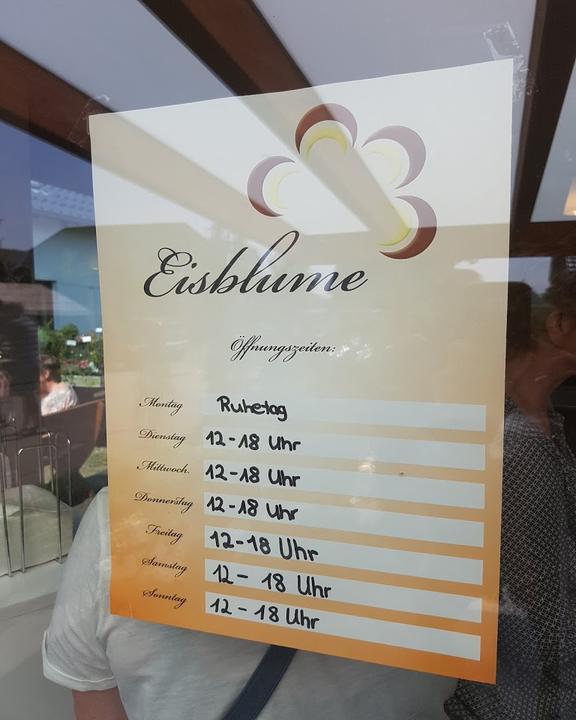 Eisblume
Öffnungszeiten:
Montag Ruhetag
Dienstag 12-18 Uhr
Mittwoch. 12-18 Uhr
Donnerstag 12-18 Uhr
Freitag 12-18 Uhr
Samstag 12- 18 Uhr
Sonntag 12 - 18 Uhr